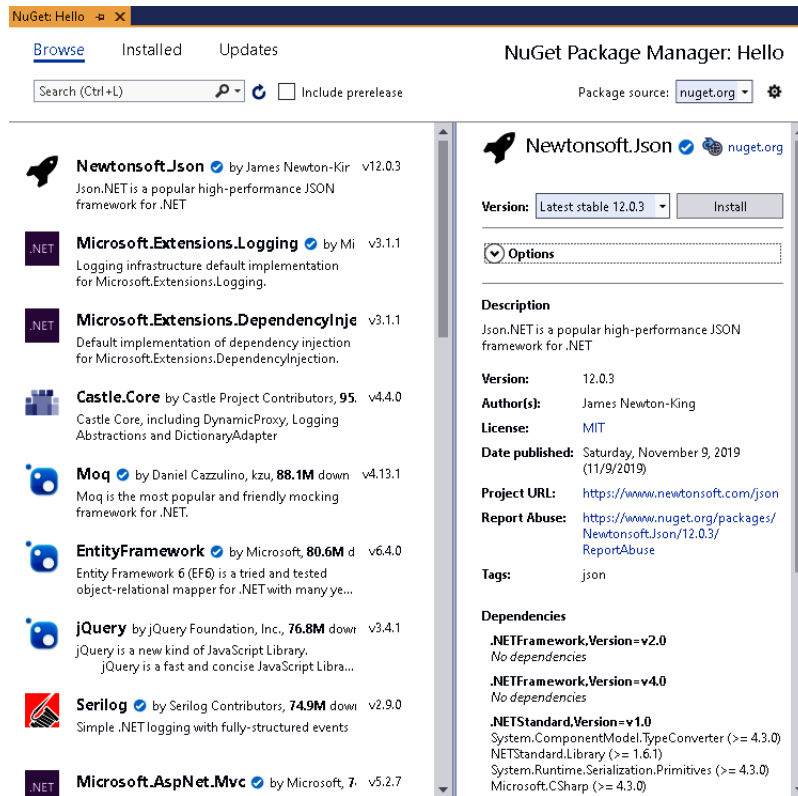 NuGet: Hello
Browse Installed Updates
NuGet Package Manager: Hello
Search (Ctrl+L)
Include prerelease
Package source: nuget.org
Newtonsoft.Json by James Newton-Kir v12.0.3
Json.NET is a popular high-performance JSON
framework for .NET
.NET
Microsoft.Extensions.Logging by Mi v3.1.1
Logging infrastructure default implementation
for Microsoft.Extensions.Logging.
.NET
Microsoft.Extensions.DependencyInje v3.1.1
Default implementation of dependency injection
for Microsoft.Extensions.DependencyInjection.
Castle.Core by Castle Project Contributors, 95. v4.4.0
Castle Core, including DynamicProxy, Logging
Abstractions and DictionaryAdapter
Moq by Daniel Cazzulino, kzu, 88.1M down v4.13.1
Moq is the most popular and friendly mocking
framework for .NET.
EntityFramework by Microsoft, 80.6M d v6.4.0
Entity Framework 6 (EF6) is a tried and tested
object-relational mapper for .NET with many ye...
jQuery by jQuery Foundation, Inc., 76.8M down v3.4.1
jQuery is a new kind of JavaScript Library.
jQuery is a fast and concise JavaScript Libra...
Serilog by Serilog Contributors, 74.9M down v2.9.0
Simple .NET logging with fully-structured events
.NET
Microsoft.AspNet.Mvc by Microsoft, 7 v5.2.7
Newtonsoft.Json nuget.org
Version: Latest stable 12.0.3 Install
Options
Description
Json.NET is a popular high-performance JSON
framework for .NET
Version: 12.0.3
Author(s): James Newton-King
License: MIT
Date published: Saturday, November 9, 2019
(11/9/2019)
Project URL: https://www.newtonsoft.com/json
Report Abuse: https://www.nuget.org/packages/
Newtonsoft.Json/12.0.3/
ReportAbuse
Tags: json
Dependencies
.NETFramework,Version=v2.0
No dependencies
.NETFramework,Version=v4.0
No dependencies
.NETStandard,Version=v1.0
System.ComponentModel.TypeConverter (>= 4.3.0)
NETStandard.Library (>= 1.6.1)
System.Runtime.Serialization.Primitives (>= 4.3.0)
Microsoft.CSharp (>= 4.3.0)